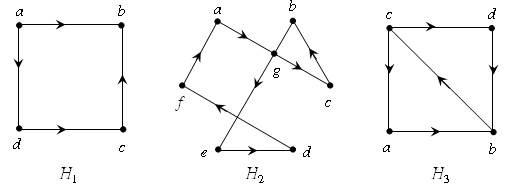 a b a b c d
g
f c
d c e d a b
H₁ H₂ H₃